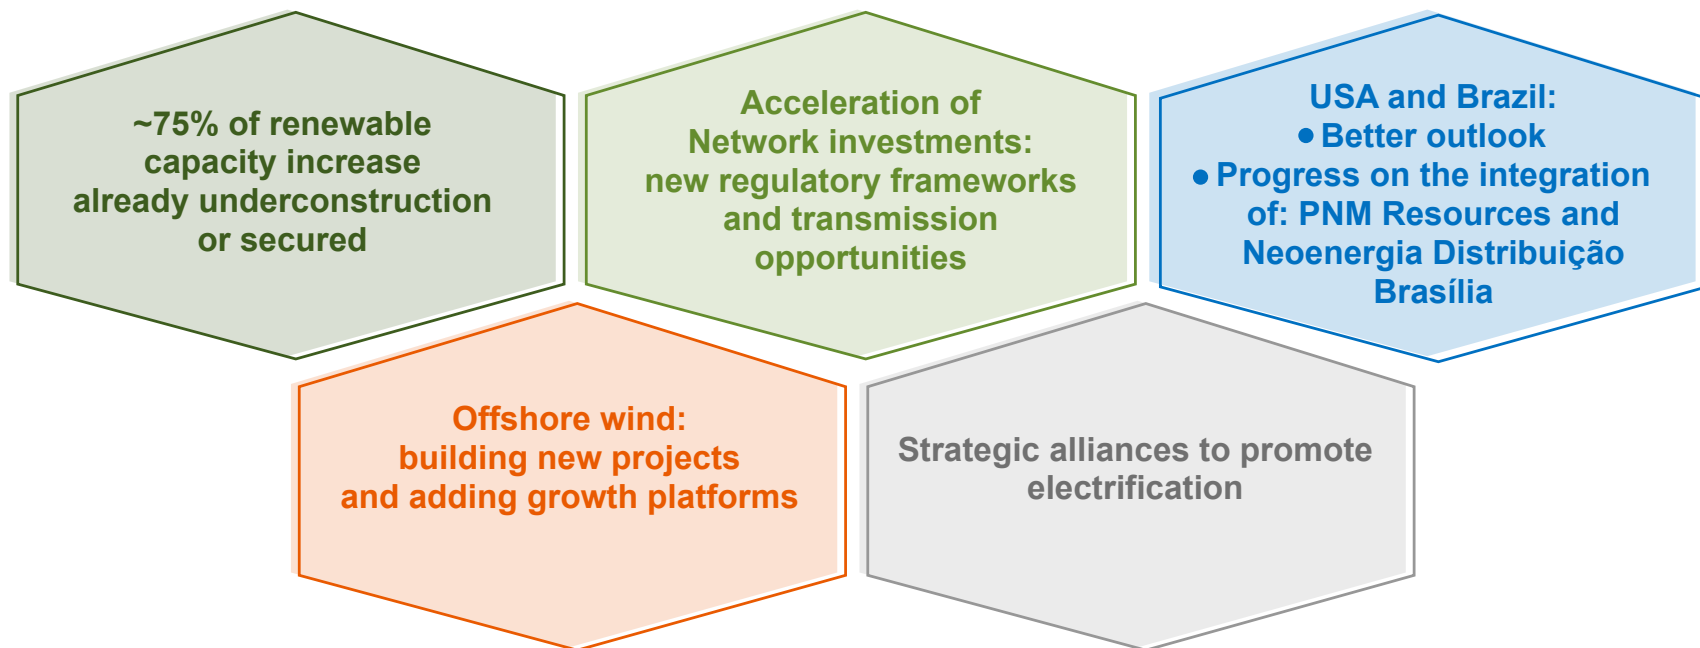 ~75% of renewable
capacity increase
already underconstruction
or secured
Acceleration of
Network investments:
new regulatory frameworks
and transmission
opportunities
USA and Brazil:
● Better outlook
● Progress on the integration
of: PNM Resources and
Neoenergia Distribuição
Brasília
Offshore wind:
building new projects
and adding growth platforms
Strategic alliances to promote
electrification